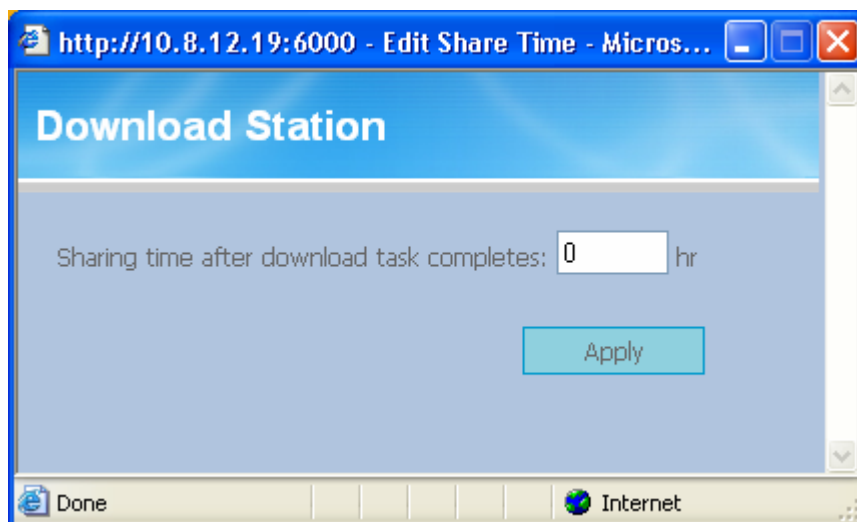 http://10.8.12.19:6000 - Edit Share Time - Micros...
Download Station
Sharing time after download task completes: 0 hr
Apply
Done
Internet